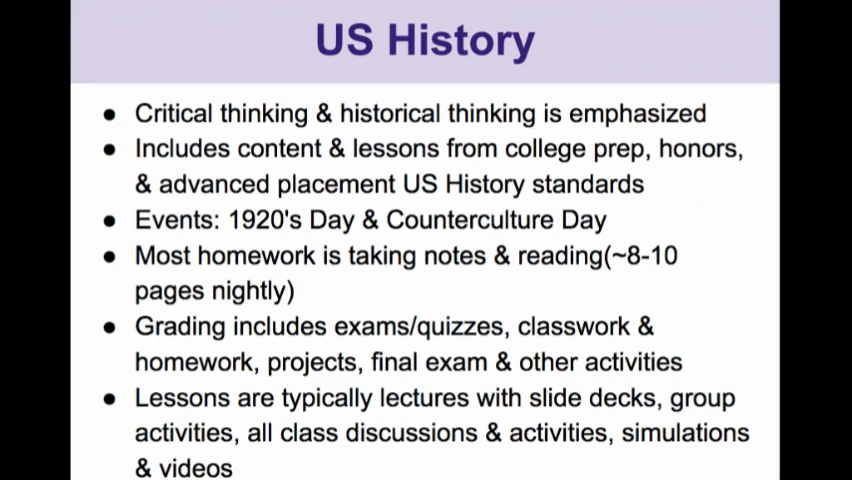 US History
● Critical thinking & historical thinking is emphasized
● Includes content & lessons from college prep, honors,
& advanced placement US History standards
● Events: 1920's Day & Counterculture Day
● Most homework is taking notes & reading(~8-10
pages nightly)
● Grading includes exams/quizzes, classwork &
homework, projects, final exam & other activities
● Lessons are typically lectures with slide decks, group
activities, all class discussions & activities, simulations
& videos